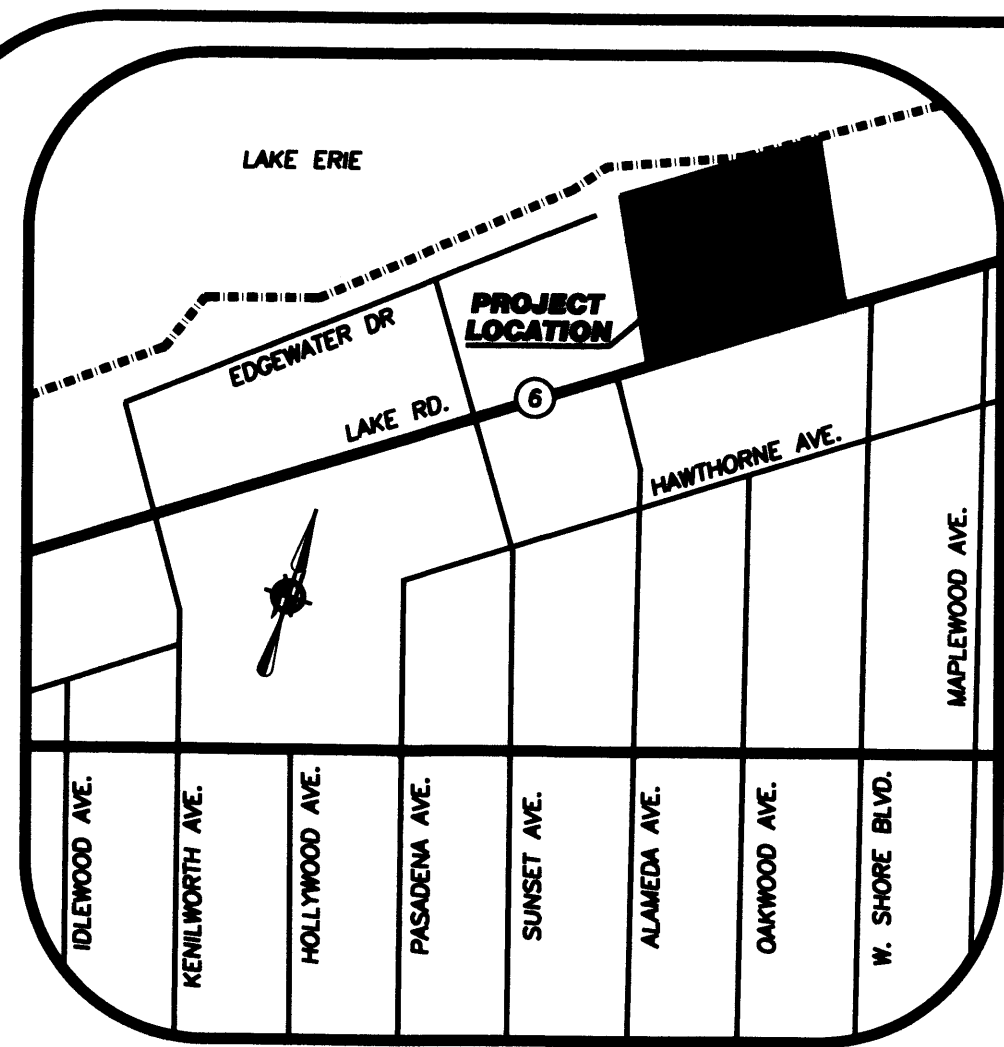 LAKE ERIE
PROJECT
LOCATION
EDGEWATER DR
LAKE RD.
6
HAWTHORNE AVE.
MAPLEWOOD AVE.
IDLEWOOD AVE.
KENILWORTH AVE.
HOLLYWOOD AVE.
PASADENA AVE.
SUNSET AVE.
ALAMEDA AVE.
OAKWOOD AVE.
W. SHORE BLVD.